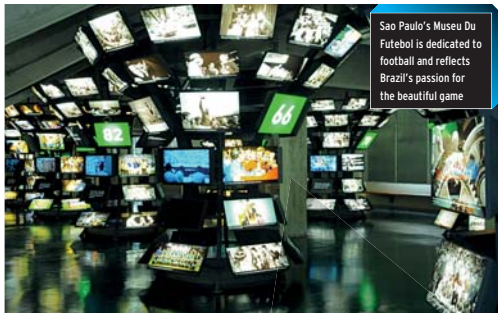 Sao Paulo's Museu Du
Futebol is dedicated to
football and reflects
Brazil's passion for
the beautiful game
66
82